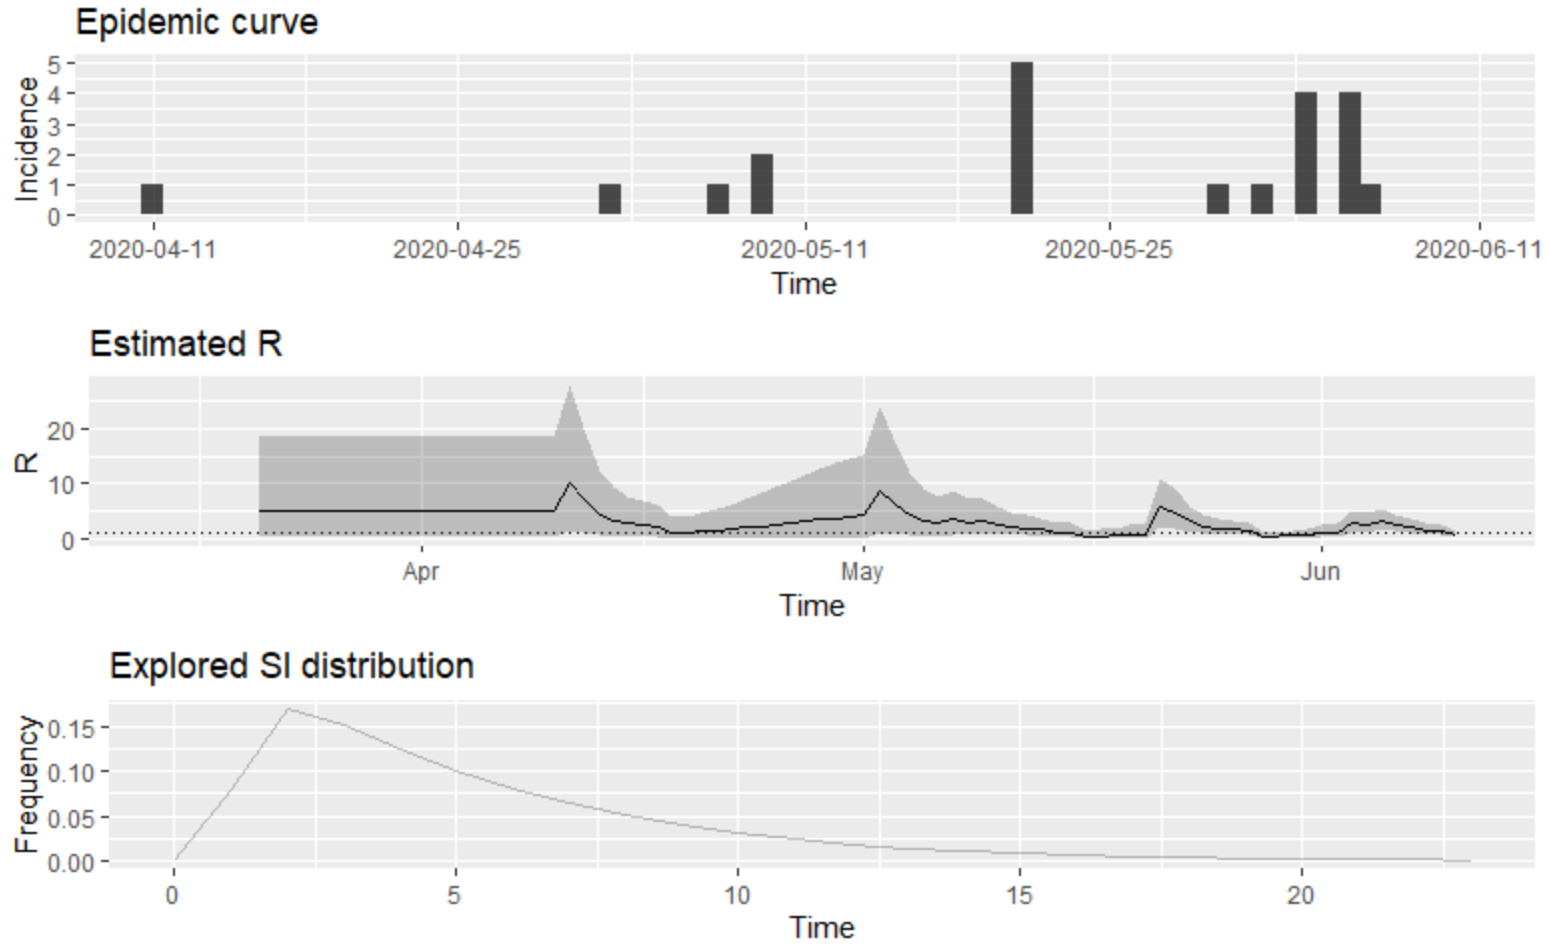 Epidemic curve
5
4
3
2
1
0
Incidence
2020-04-11 2020-04-25 2020-05-11 2020-05-25 2020-06-11
Time
Estimated R
20
10
0
R
Apr May Jun
Time
Explored SI distribution
0.15
0.10
0.05
0.00
Frequency
0 5 10 15 20
Time